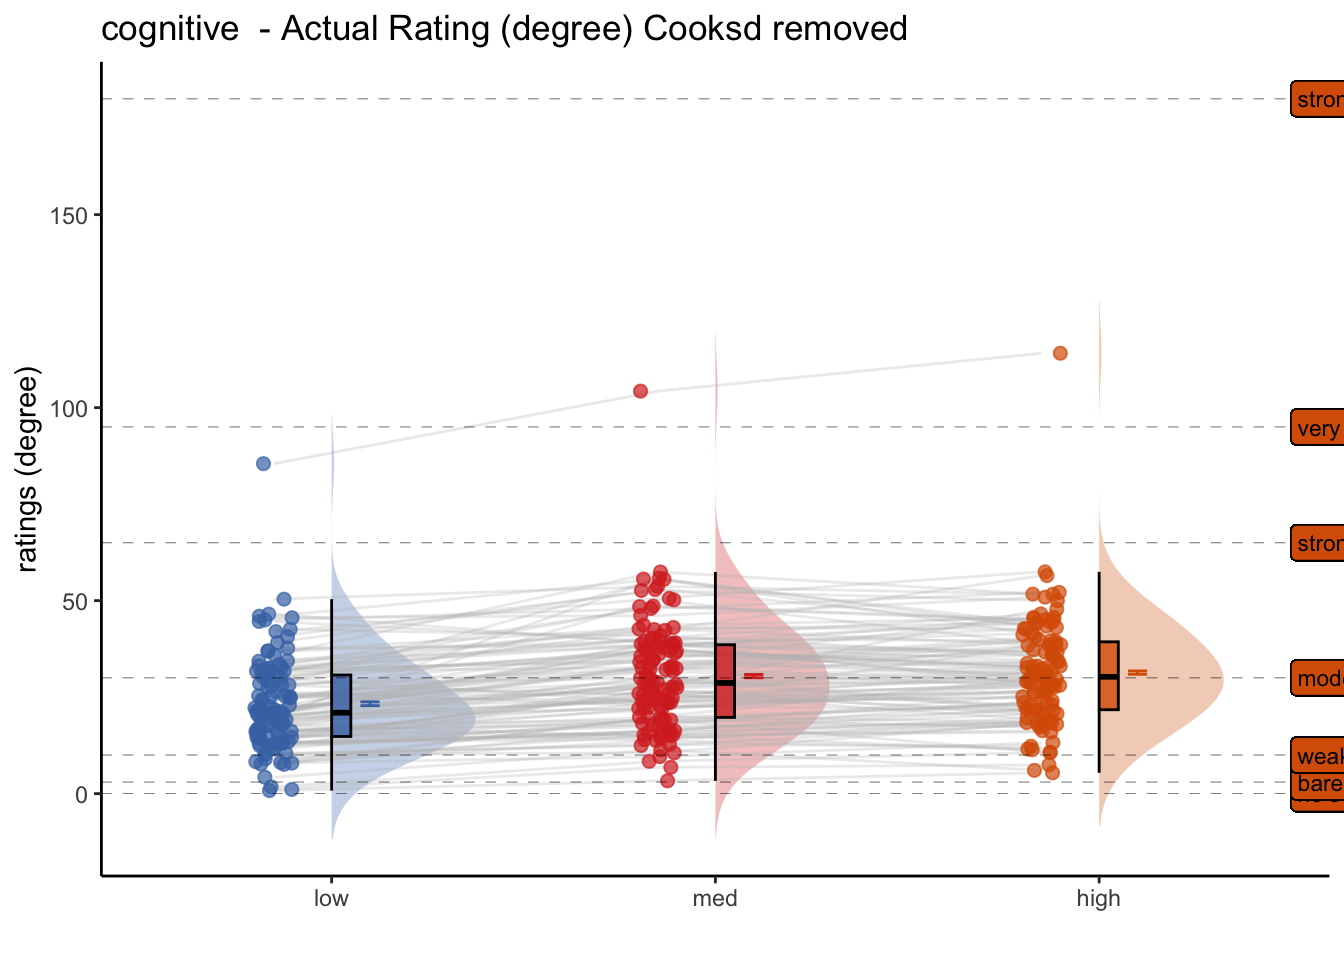 cognitive  - Actual Rating (degree) Cooksd removed
ratings (degree)
150
100
50
0
low
med
high
stron
very
stron
mode
weak
bare